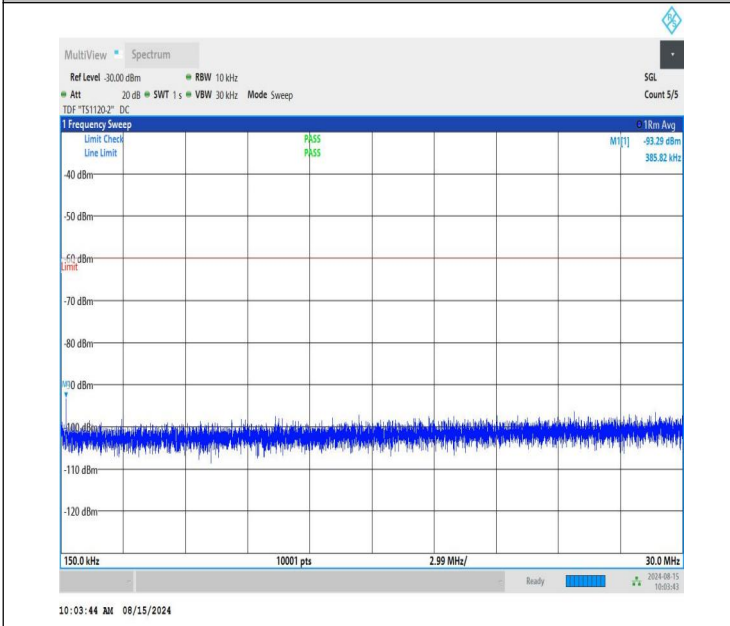 MultiView Spectrum
Ref Level -30.00 dBm RBW 10 kHz SGL
Att 20 dB SWT 1 s VBW 30 kHz Mode Sweep Count 5/5
TDF "TS1120-2" DC
1 Frequency Sweep 1Rm Avg
Limit Check PASS M1[1] -93.29 dBm
Line Limit PASS 385.82 kHz
-40 dBm
-50 dBm
-60 dBm
Limit
-70 dBm
-80 dBm
M1
-100 dBm
-110 dBm
-120 dBm
150.0 kHz 10001 pts 2.99 MHz/ 30.0 MHz
Ready 2024-08-15
10:03:43
10:03:44 AM 08/15/2024